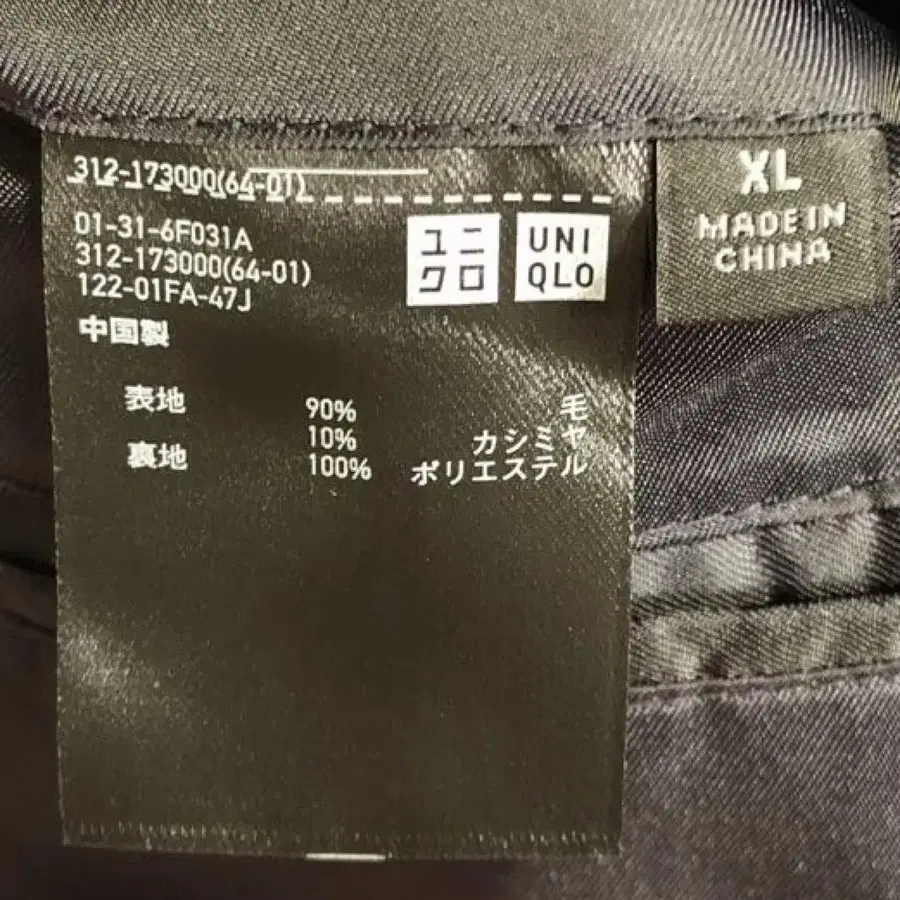 312-173000(64-01)
01-31-6F031A
312-173000(64-01)
122-01FA-47J
中国製
ユニ
クロ
UNI
QLO
XL
MADE IN
CHINA
表地 90% 毛
10% カシミヤ
裏地 100% ポリエステル